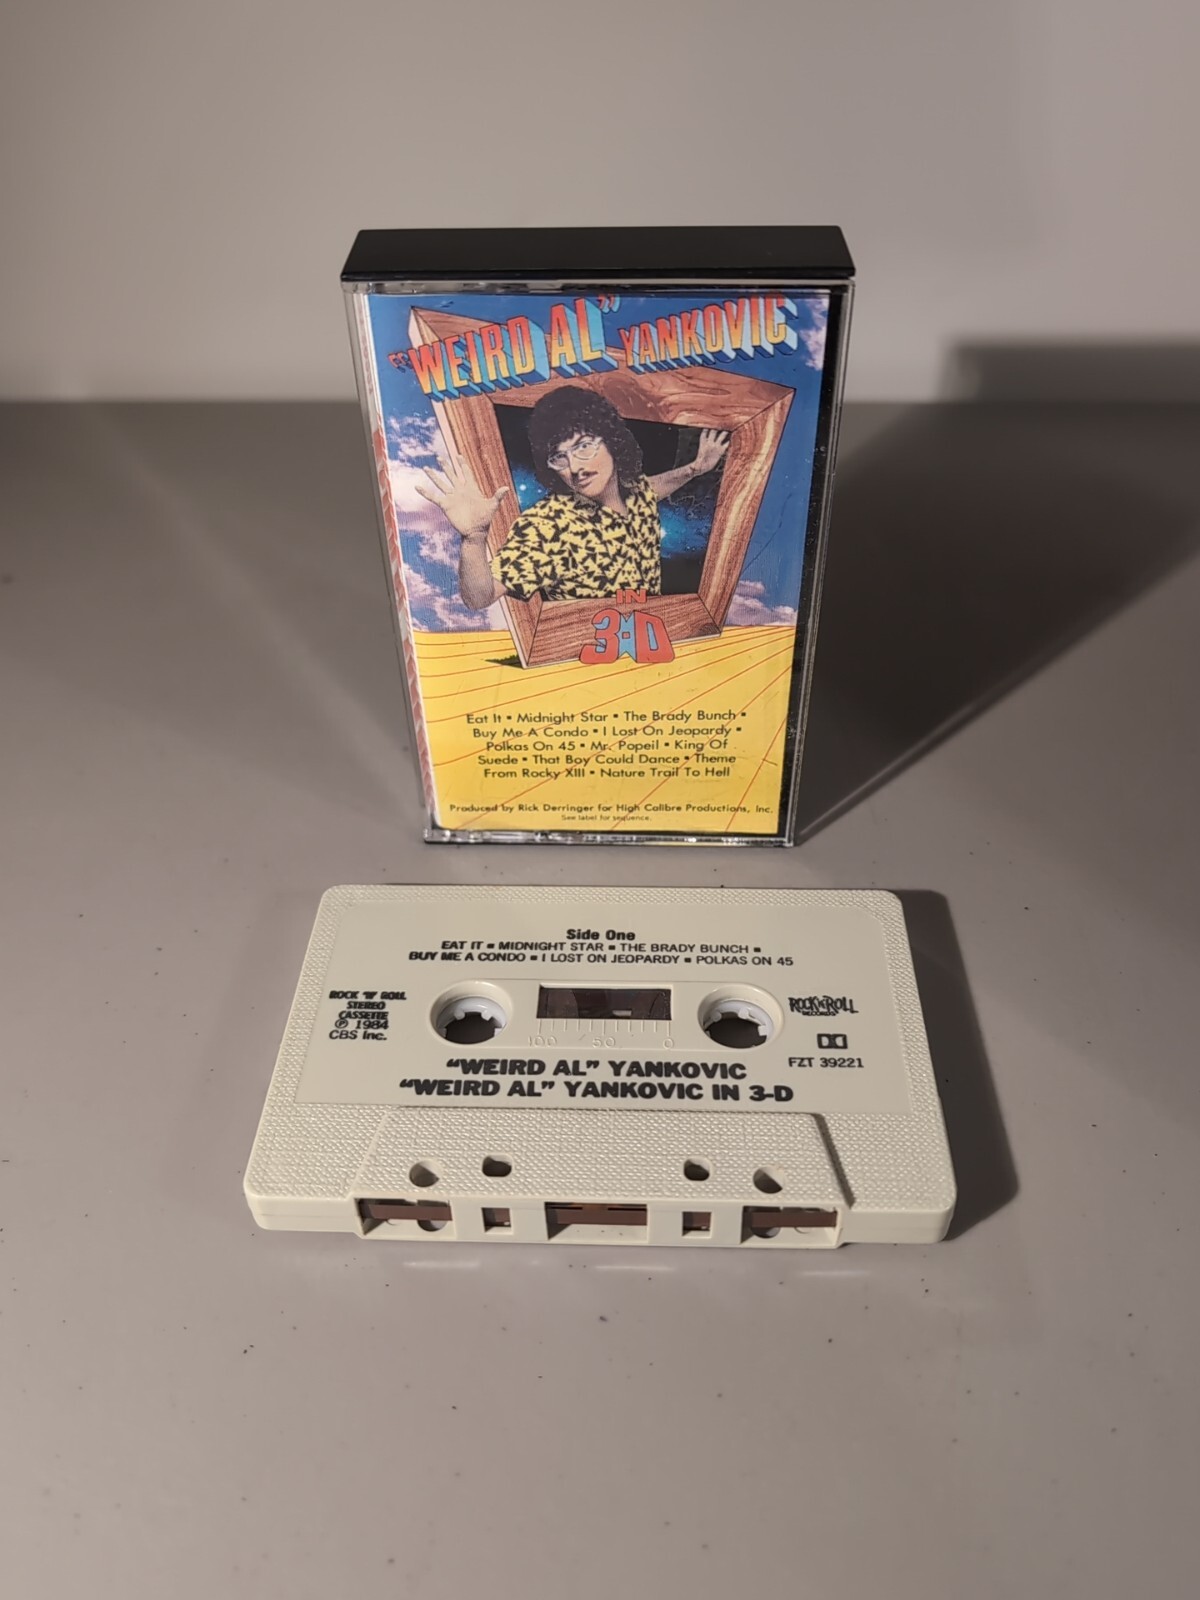 "WEIRD AL" YANKOVIC
IN
3-D
Eat It ▪ Midnight Star ▪ The Brady Bunch ▪
Buy Me A Condo ▪ I Lost On Jeopardy ▪
Polkas On 45 ▪ Mr. Popeil ▪ King Of
Suede ▪ That Boy Could Dance ▪ Theme
From Rocky XIII ▪ Nature Trail To Hell
Produced by Rick Derringer for High Calibre Productions, Inc.
See label for sequence.
Side One
EAT IT ▪ MIDNIGHT STAR ▪ THE BRADY BUNCH ▪
BUY ME A CONDO ▪ I LOST ON JEOPARDY ▪ POLKAS ON 45
ROCK 'N' ROLL
STEREO
CASSETTE
℗ 1984
CBS Inc.
100 50 0
ROCK 'N' ROLL
RECORDS
FZT 39221
"WEIRD AL" YANKOVIC
"WEIRD AL" YANKOVIC IN 3-D